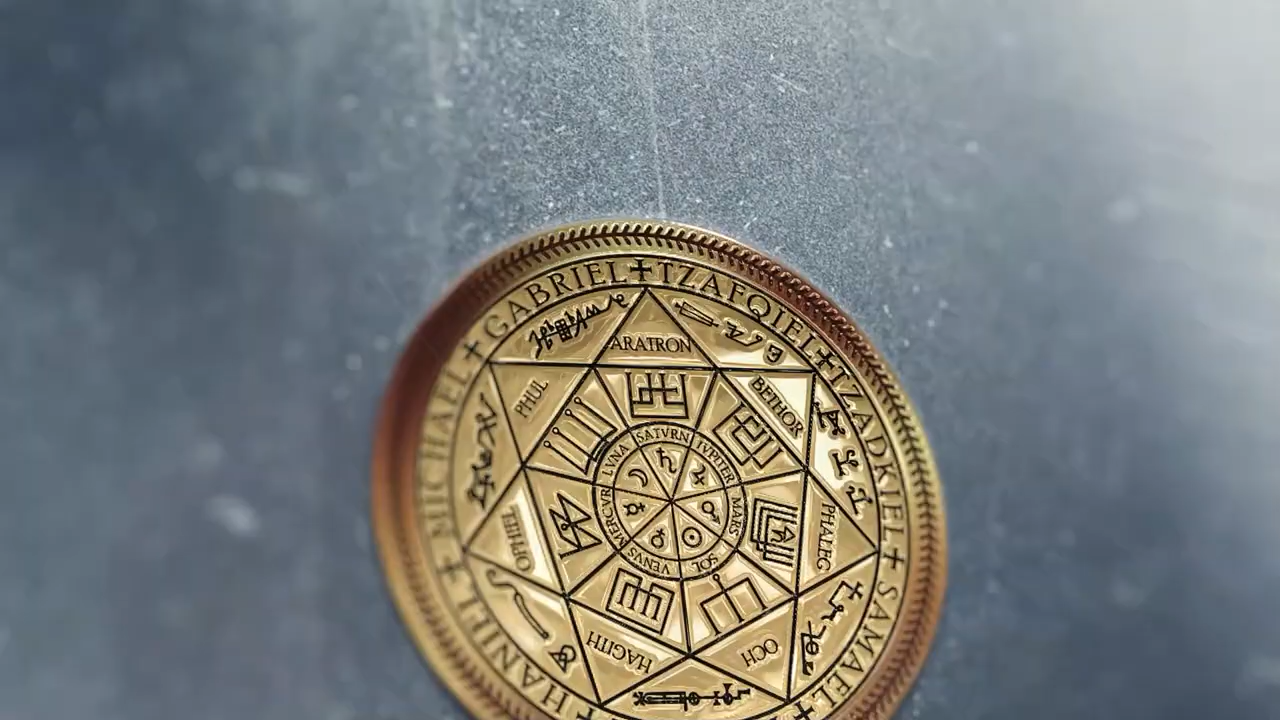 GABRIEL✝TZAFQIEL✝TZADKIEL✝SAMAEL✝
HANIEL✝MICHAEL✝
ARATRON
BETHOR
PHALEC
OCH
HAGITH
OPHIEL
PHUL
SATVRN
IVPITER
MARS
SOL
VENVS
MERCVR
LVNA